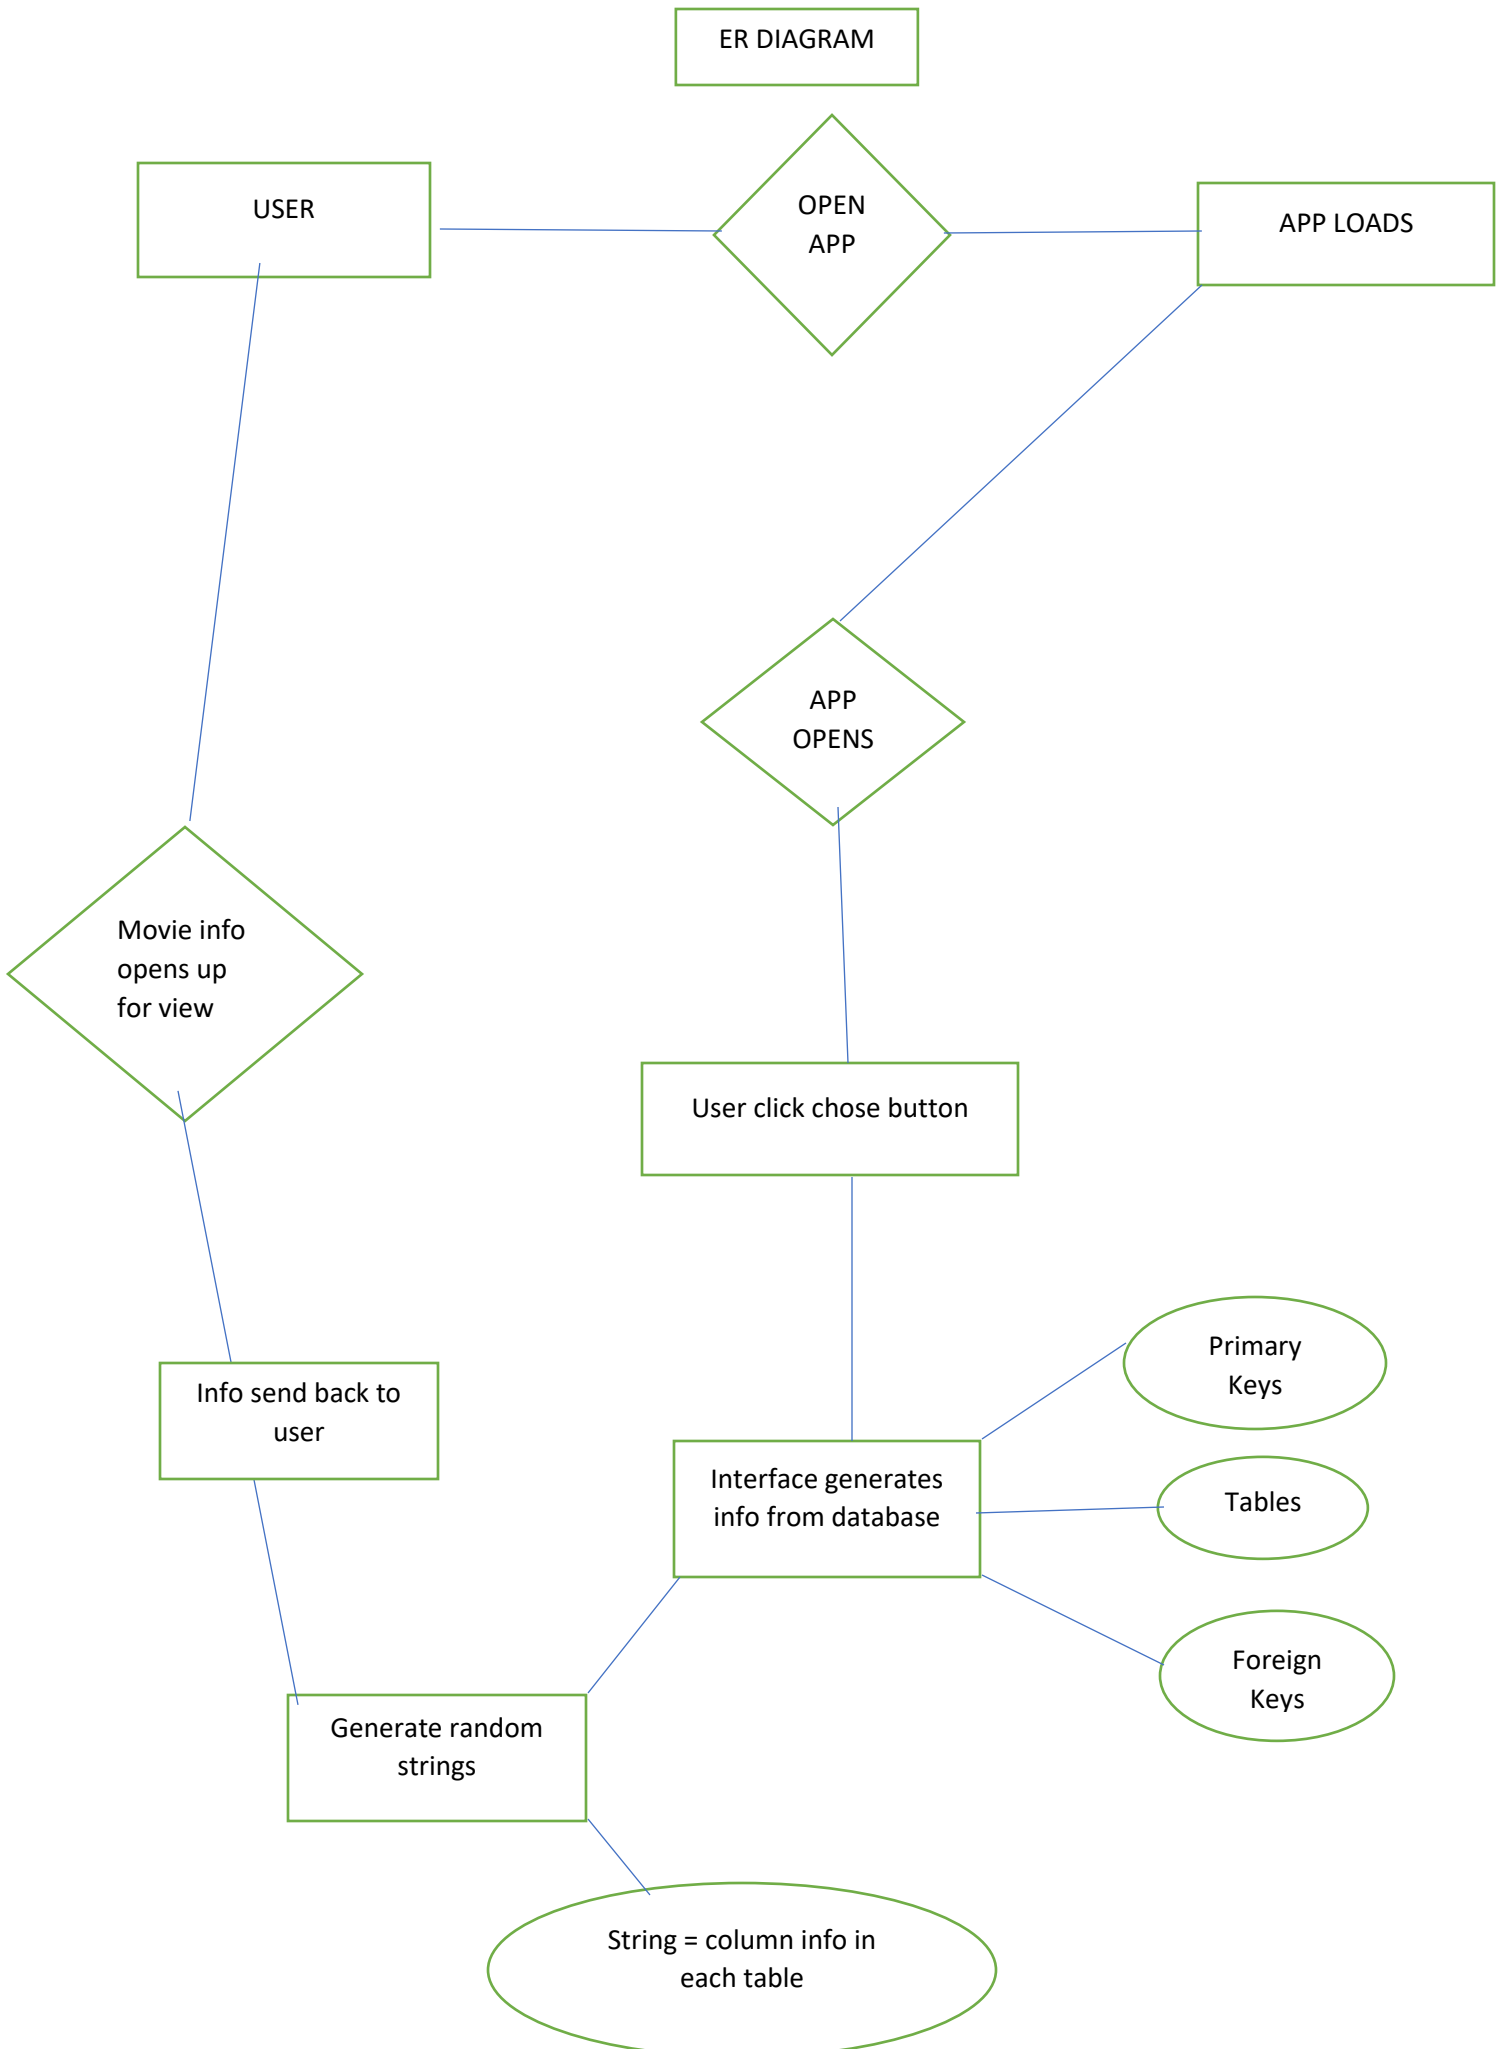 ER DIAGRAM
USER
OPEN
APP
APP LOADS
APP
OPENS
Movie info
opens up
for view
User click chose button
Primary
Keys
Info send back to
user
Interface generates
info from database
Tables
Foreign
Keys
Generate random
strings
String = column info in
each table